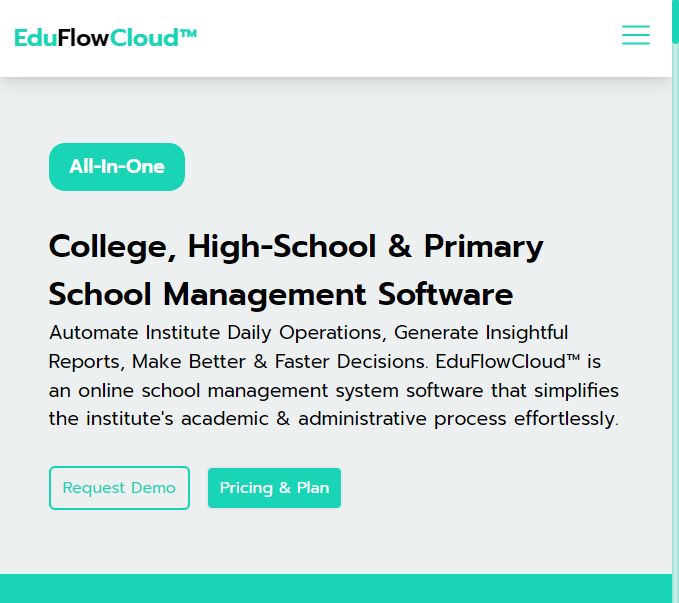 EduFlowCloud™
All-In-One
College, High-School & Primary
School Management Software
Automate Institute Daily Operations, Generate Insightful
Reports, Make Better & Faster Decisions. EduFlowCloud™ is
an online school management system software that simplifies
the institute's academic & administrative process effortlessly.
Request Demo
Pricing & Plan